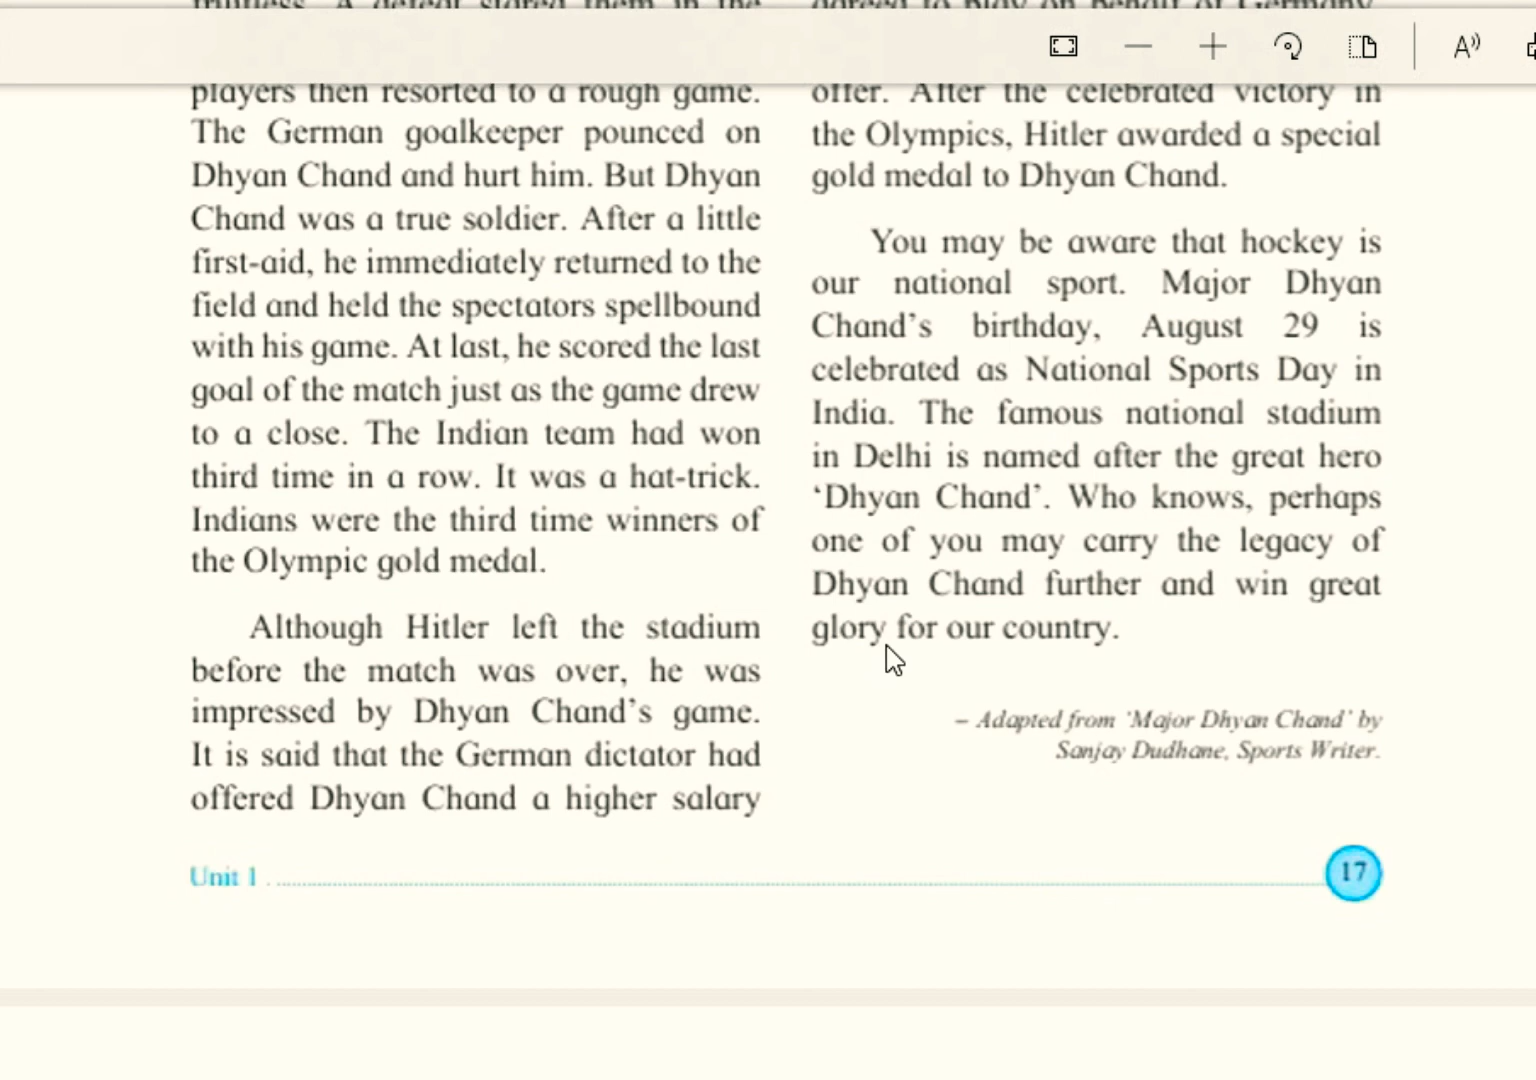 players then resorted to a rough game.
The German goalkeeper pounced on
Dhyan Chand and hurt him. But Dhyan
Chand was a true soldier. After a little
first-aid, he immediately returned to the
field and held the spectators spellbound
with his game. At last, he scored the last
goal of the match just as the game drew
to a close. The Indian team had won
third time in a row. It was a hat-trick.
Indians were the third time winners of
the Olympic gold medal.
Although Hitler left the stadium
before the match was over, he was
impressed by Dhyan Chand's game.
It is said that the German dictator had
offered Dhyan Chand a higher salary
agreed to play on behalf of Germany
offer. After the celebrated victory in
the Olympics, Hitler awarded a special
gold medal to Dhyan Chand.
You may be aware that hockey is
our national sport. Major Dhyan
Chand's birthday, August 29 is
celebrated as National Sports Day in
India. The famous national stadium
in Delhi is named after the great hero
‘Dhyan Chand’. Who knows, perhaps
one of you may carry the legacy of
Dhyan Chand further and win great
glory for our country.
– Adapted from ‘Major Dhyan Chand’ by
Sanjay Dudhane, Sports Writer.
Unit 1
17